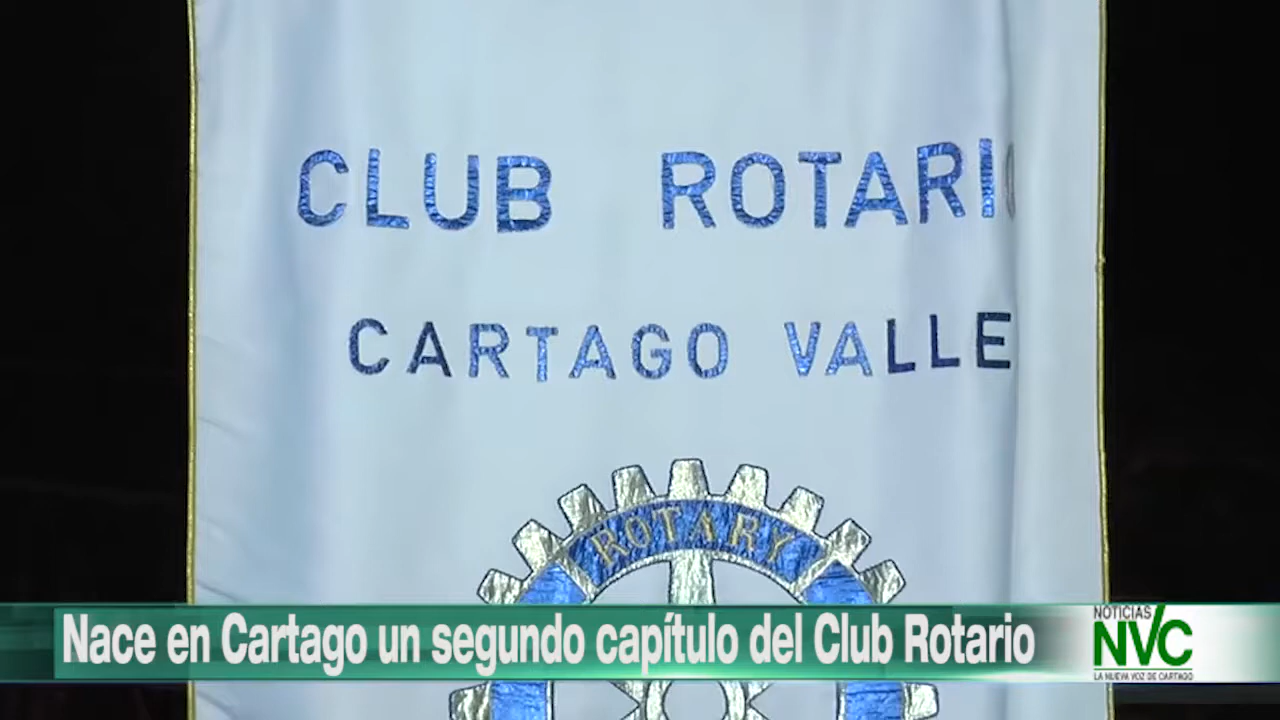 CLUB ROTARIO
CARTAGO VALLE
ROTARY
Nace en Cartago un segundo capítulo del Club Rotario
NOTICIAS
NVC
LA NUEVA VOZ DE CARTAGO